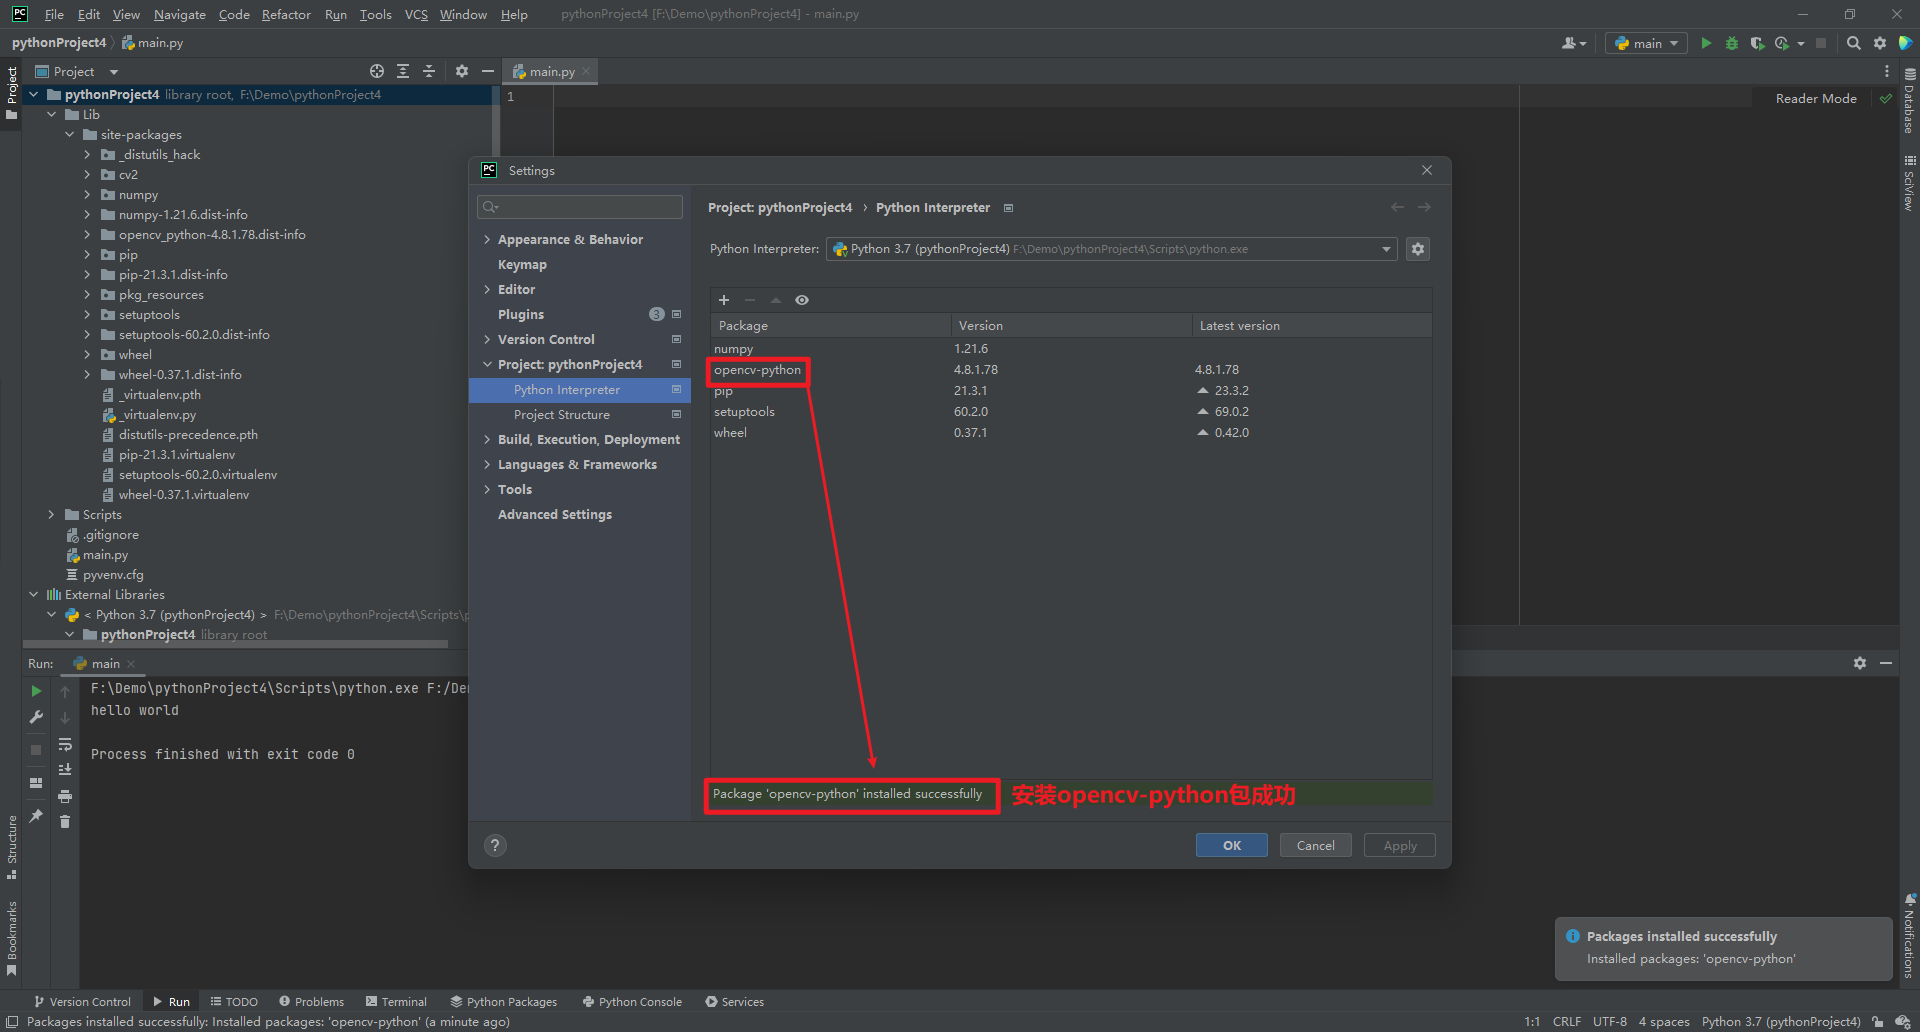 PC File Edit View Navigate Code Refactor Run Tools VCS Window Help pythonProject4 [F:\Demo\pythonProject4] - main.py
pythonProject4 main.py main
Project main.py
Project
pythonProject4 library root, F:\Demo\pythonProject4
Lib
site-packages
_distutils_hack
cv2
numpy
numpy-1.21.6.dist-info
opencv_python-4.8.1.78.dist-info
pip
pip-21.3.1.dist-info
pkg_resources
setuptools
setuptools-60.2.0.dist-info
wheel
wheel-0.37.1.dist-info
_virtualenv.pth
_virtualenv.py
distutils-precedence.pth
pip-21.3.1.virtualenv
setuptools-60.2.0.virtualenv
wheel-0.37.1.virtualenv
Scripts
.gitignore
main.py
pyvenv.cfg
External Libraries
< Python 3.7 (pythonProject4) > F:\Demo\pythonProject4\Scripts\p
pythonProject4 library root
1
Reader Mode
Database
SciView
PC Settings
Appearance & Behavior
Keymap
Editor
Plugins 3
Version Control
Project: pythonProject4
Python Interpreter
Project Structure
Build, Execution, Deployment
Languages & Frameworks
Tools
Advanced Settings
Project: pythonProject4 › Python Interpreter
Python Interpreter: Python 3.7 (pythonProject4) F:\Demo\pythonProject4\Scripts\python.exe
Package Version Latest version
numpy 1.21.6
opencv-python 4.8.1.78 4.8.1.78
pip 21.3.1 23.3.2
setuptools 60.2.0 69.0.2
wheel 0.37.1 0.42.0
Package 'opencv-python' installed successfully
安装opencv-python包成功
? OK Cancel Apply
Run: main
F:\Demo\pythonProject4\Scripts\python.exe F:/De
hello world
Process finished with exit code 0
Structure
Bookmarks
Notifications
Packages installed successfully
Installed packages: 'opencv-python'
Version Control Run TODO Problems Terminal Python Packages Python Console Services
Packages installed successfully: Installed packages: 'opencv-python' (a minute ago) 1:1 CRLF UTF-8 4 spaces Python 3.7 (pythonProject4)